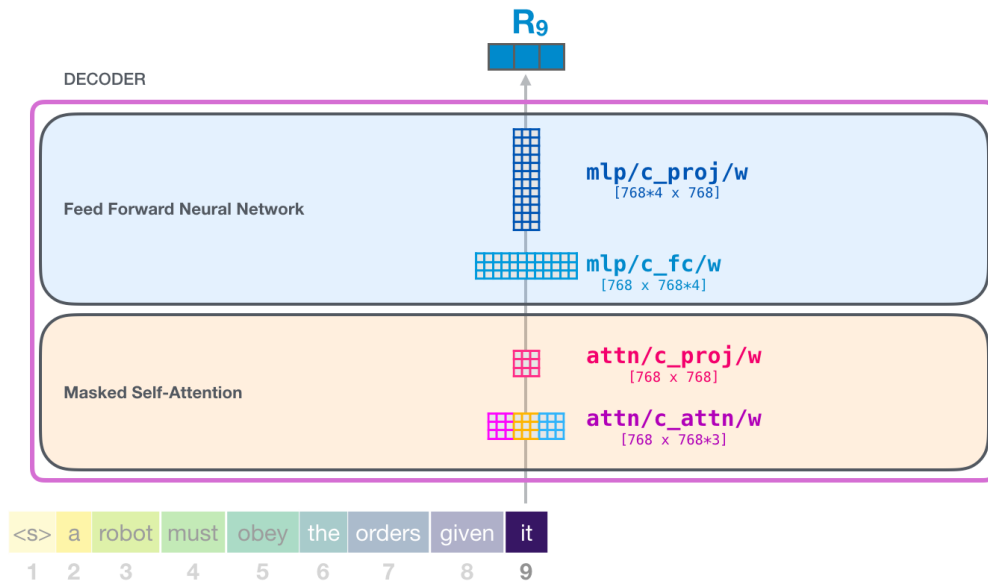 R9
DECODER
mlp/c_proj/w
[768*4 x 768]
Feed Forward Neural Network
mlp/c_fc/w
[768 x 768*4]
attn/c_proj/w
[768 x 768]
Masked Self-Attention
attn/c_attn/w
[768 x 768*3]
<s> a robot must obey the orders given it
1 2 3 4 5 6 7 8 9